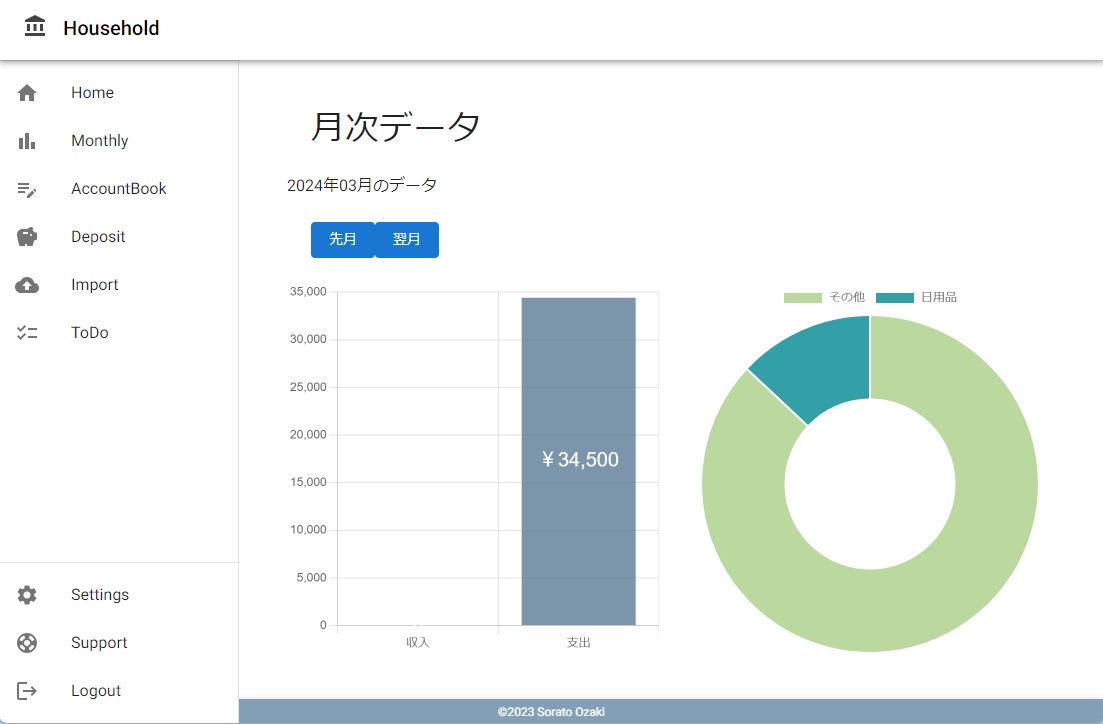 Household
Home
Monthly
AccountBook
Deposit
Import
ToDo
Settings
Support
Logout
月次データ
2024年03月のデータ
先月 翌月
35,000
30,000
25,000
20,000
15,000
10,000
5,000
0
¥ 34,500
収入 支出
その他 日用品
©2023 Sorato Ozaki